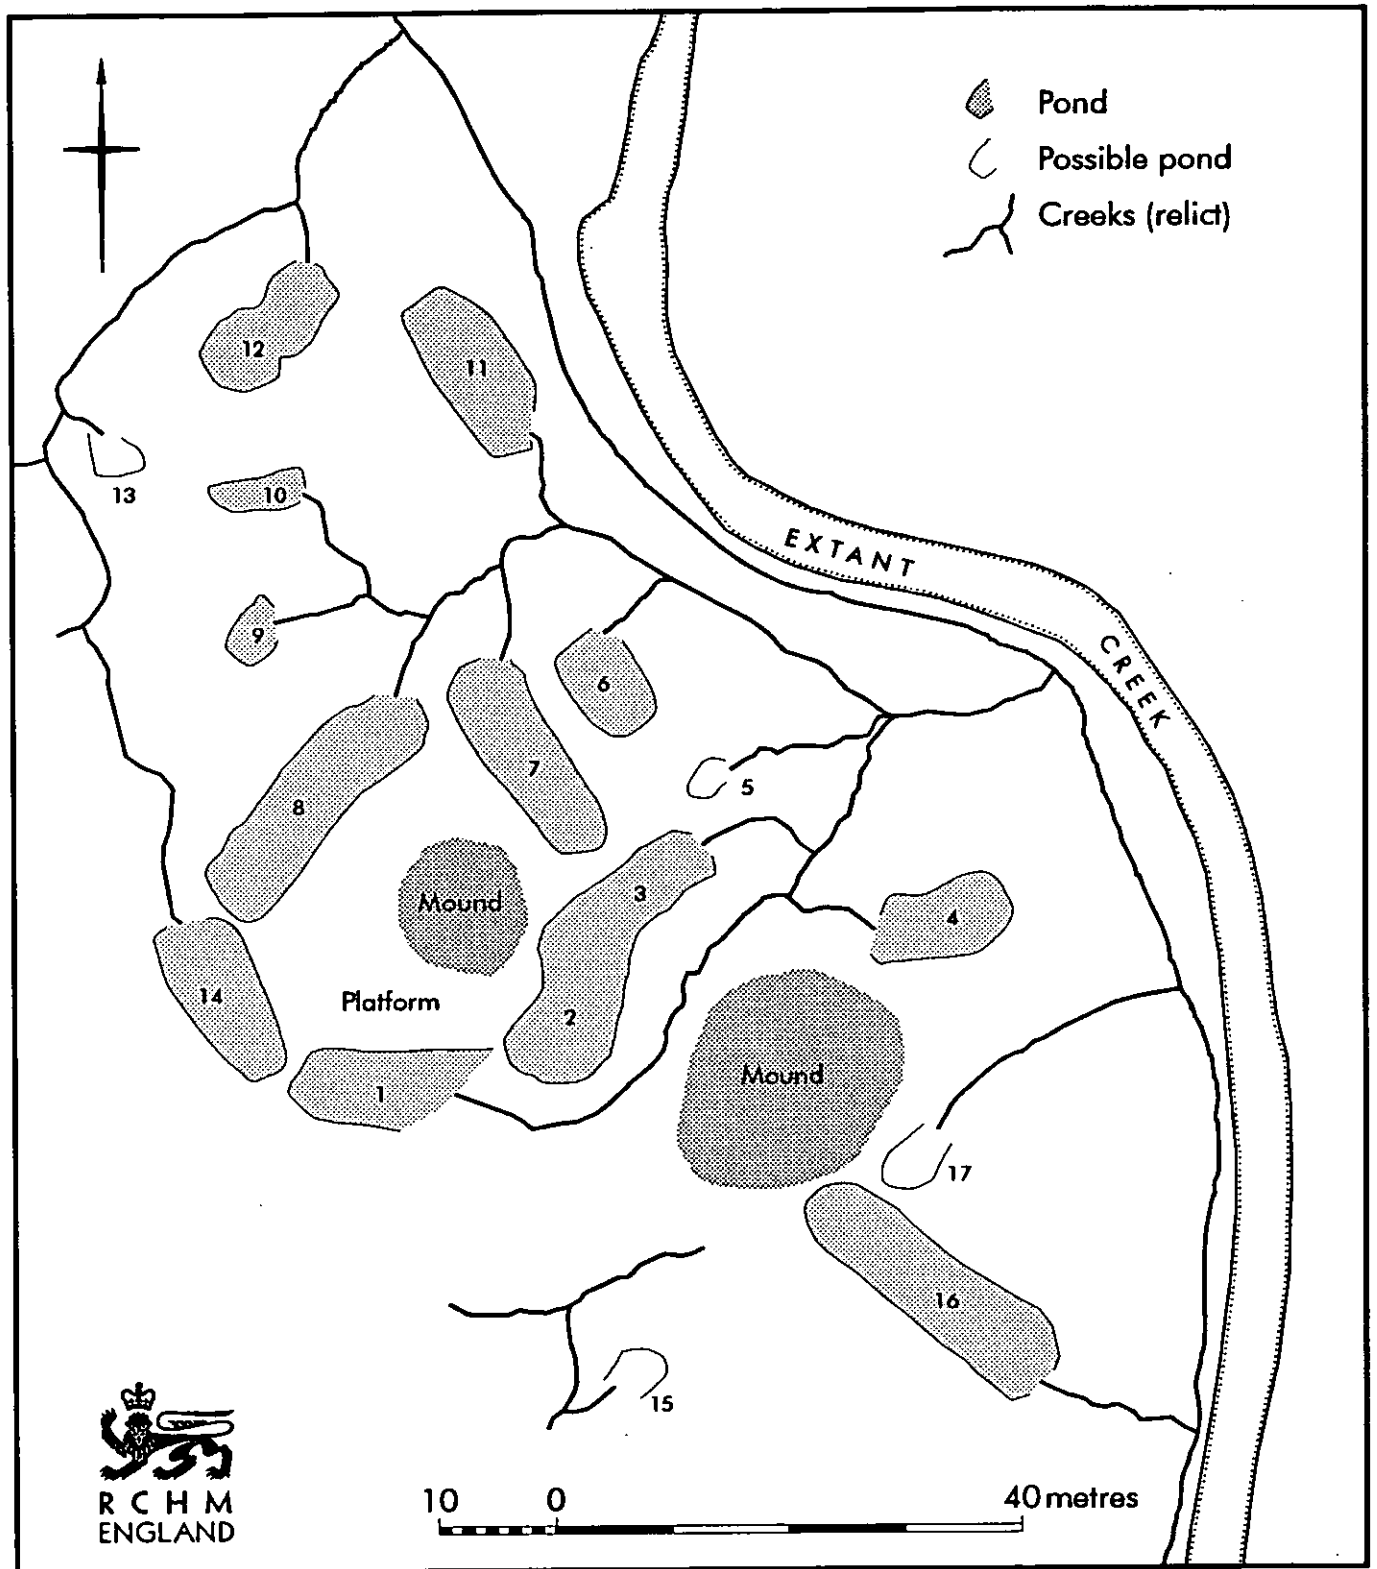 Pond
Possible pond
Creeks (relict)
12
11
13
10
EXTANT
CREEK
9
6
7
5
8
3
Mound
4
14
Platform
2
Mound
1
17
16
15
RCHM
ENGLAND
10 0 40 metres